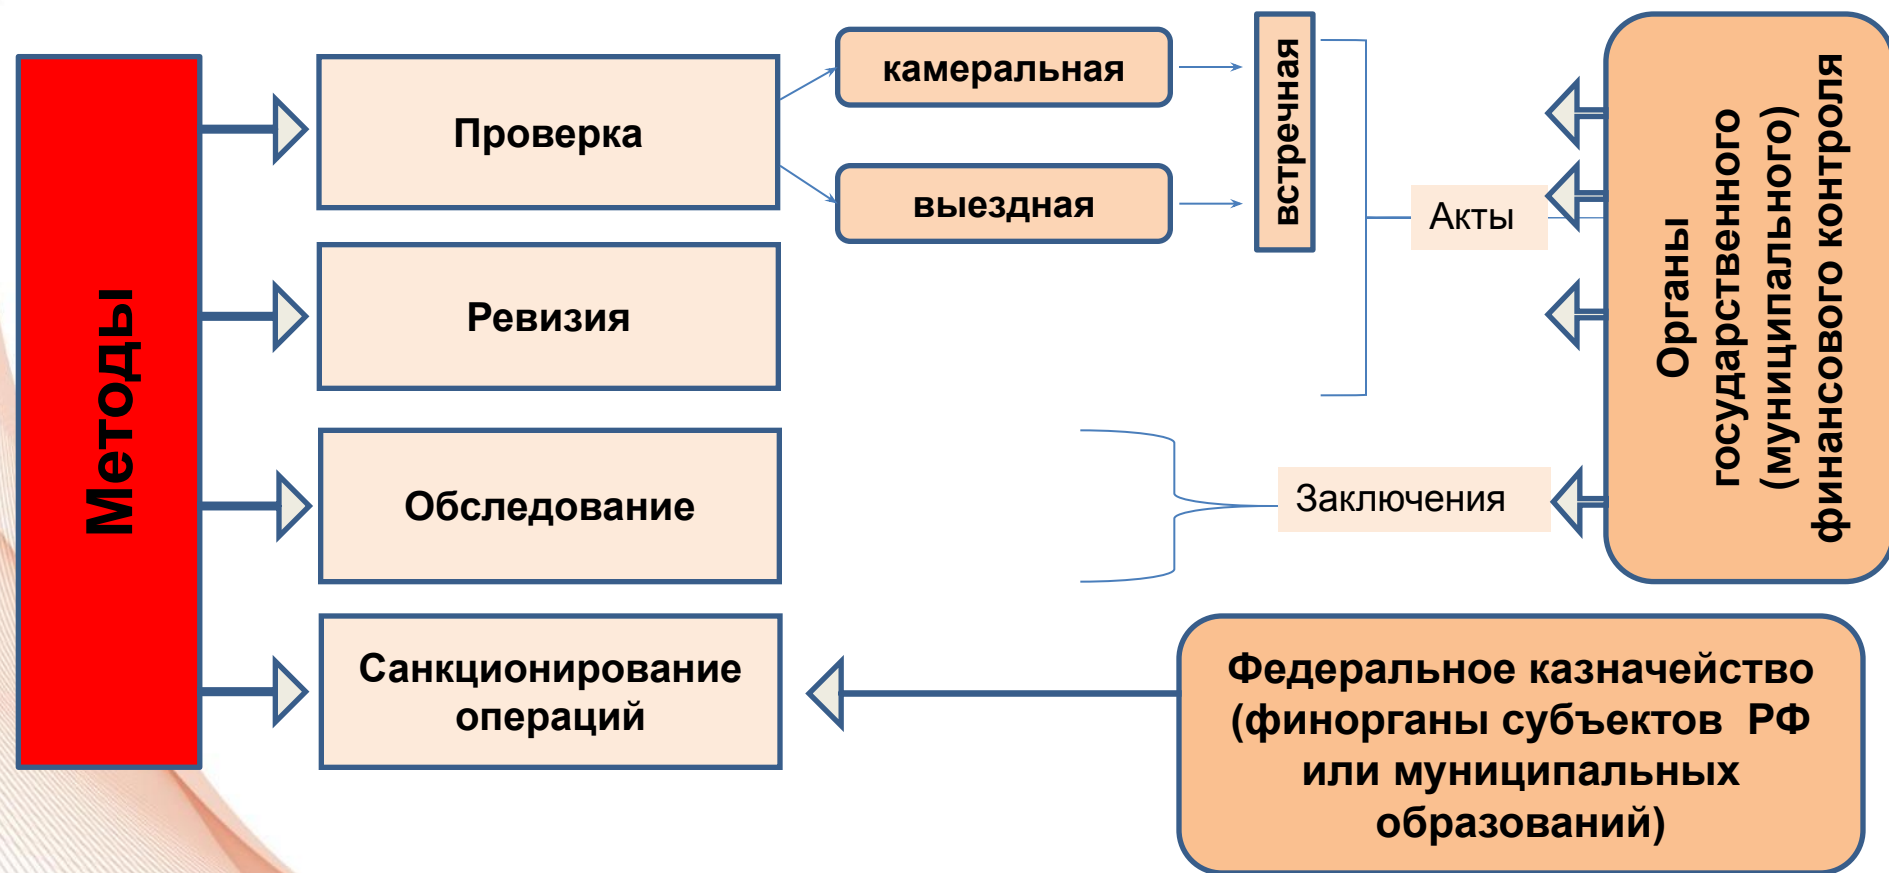 Методы
Проверка
камеральная
выездная
встречная
Акты
Органы
государственного
(муниципального)
финансового контроля
Ревизия
Обследование
Заключения
Санкционирование
операций
Федеральное казначейство
(финорганы субъектов РФ
или муниципальных
образований)